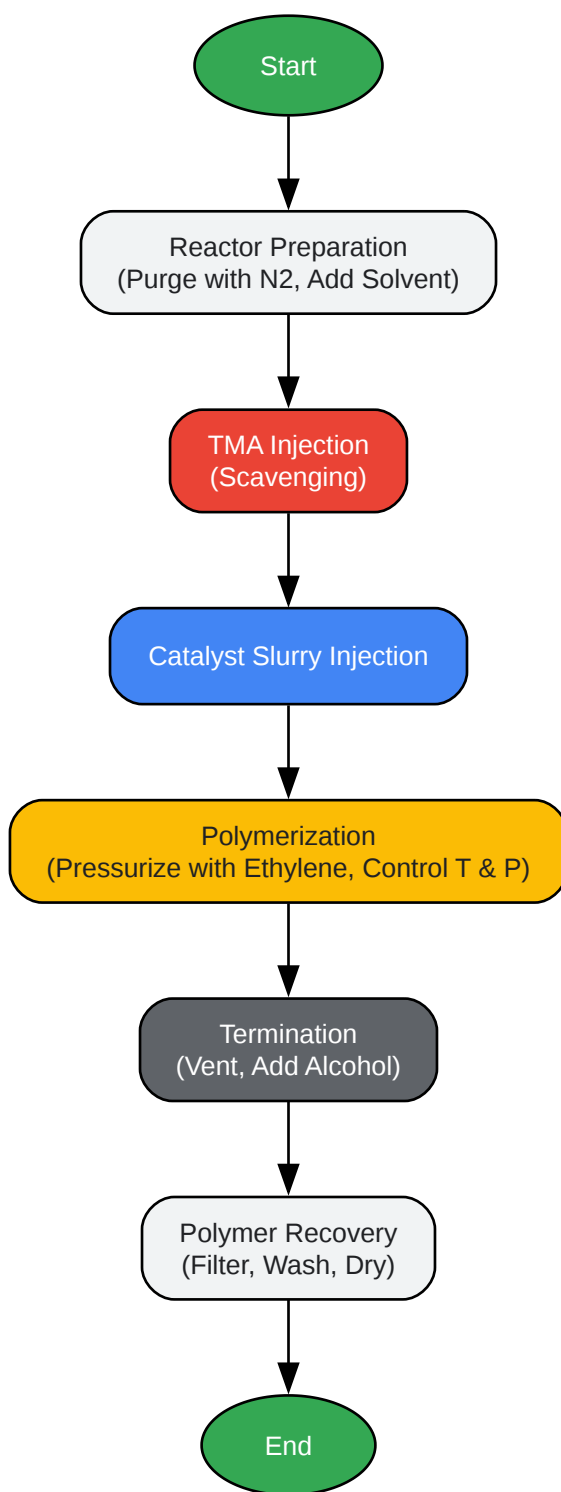 Start
Reactor Preparation
(Purge with N2, Add Solvent)
TMA Injection
(Scavenging)
Catalyst Slurry Injection
Polymerization
(Pressurize with Ethylene, Control T & P)
Termination
(Vent, Add Alcohol)
Polymer Recovery
(Filter, Wash, Dry)
End